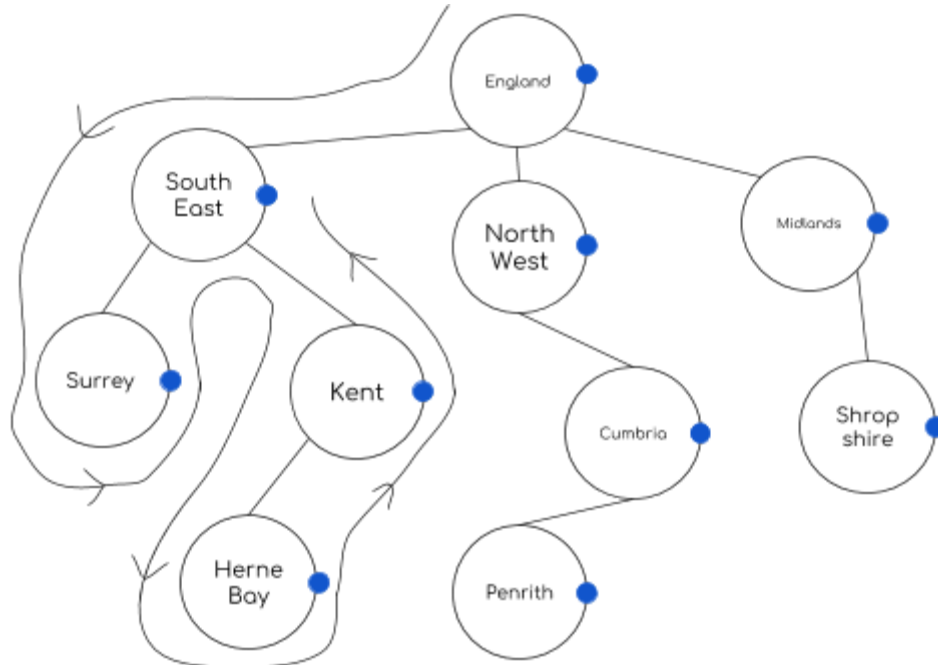 England
South
East
North
West
Midlands
Surrey
Kent
Cumbria
Shrop
shire
Herne
Bay
Penrith